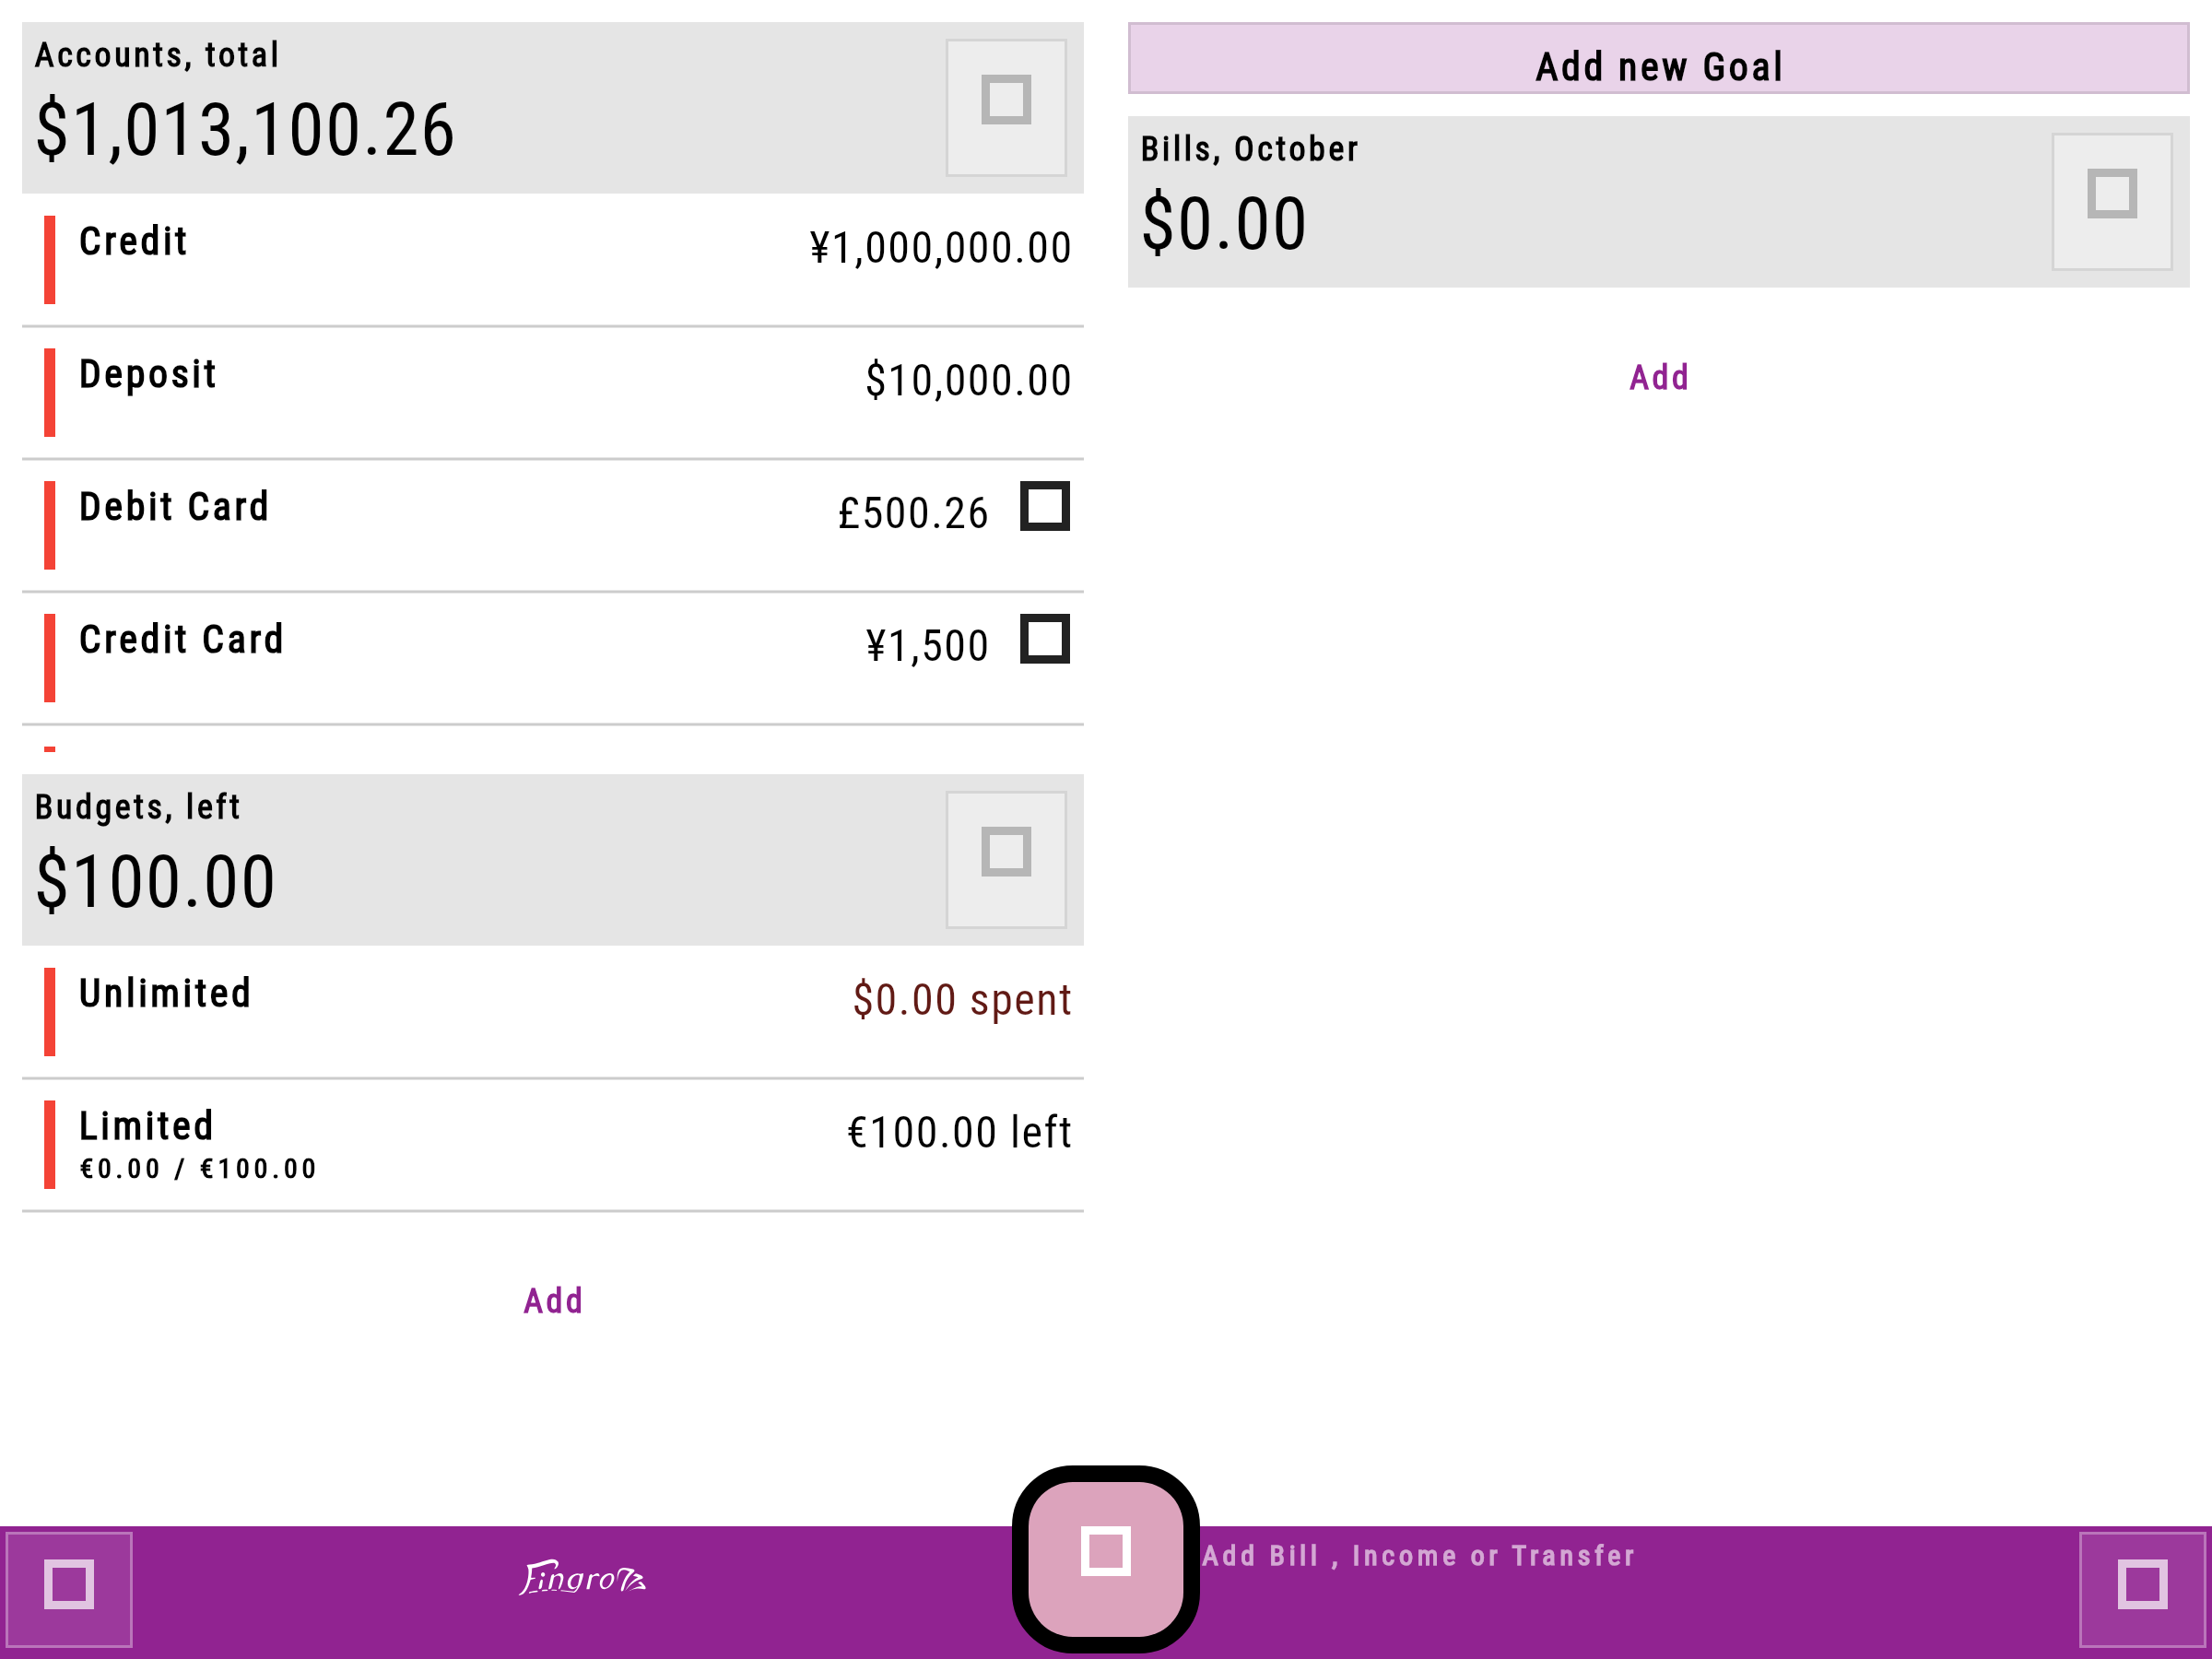 Accounts, total
$1,013,100.26
Credit
¥1,000,000.00
Deposit
$10,000.00
Debit Card
£500.26
Credit Card
¥1,500
Budgets, left
$100.00
Unlimited
$0.00 spent
Limited
€100.00 left
€0.00 / €100.00
Add
Add new Goal
Bills, October
$0.00
Add
Fingro
Add Bill , Income or Transfer